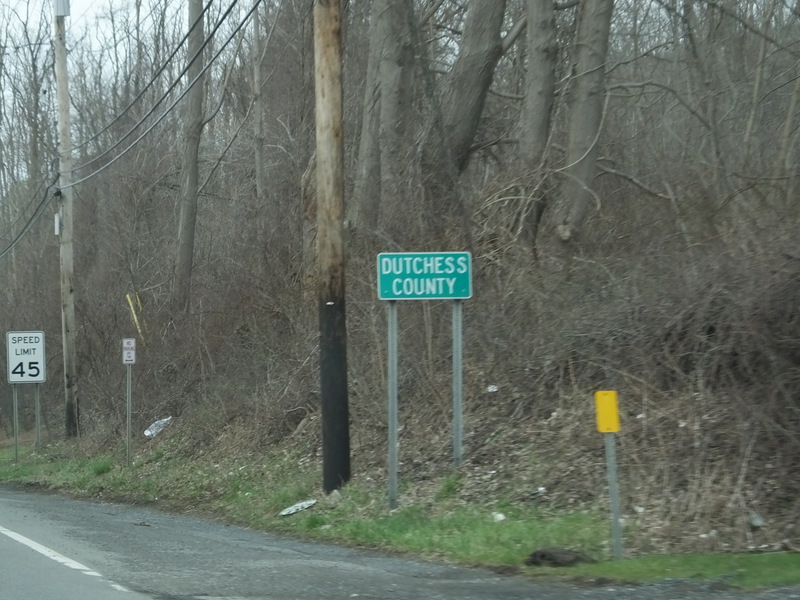 SPEED
LIMIT
45
DUTCHESS
COUNTY